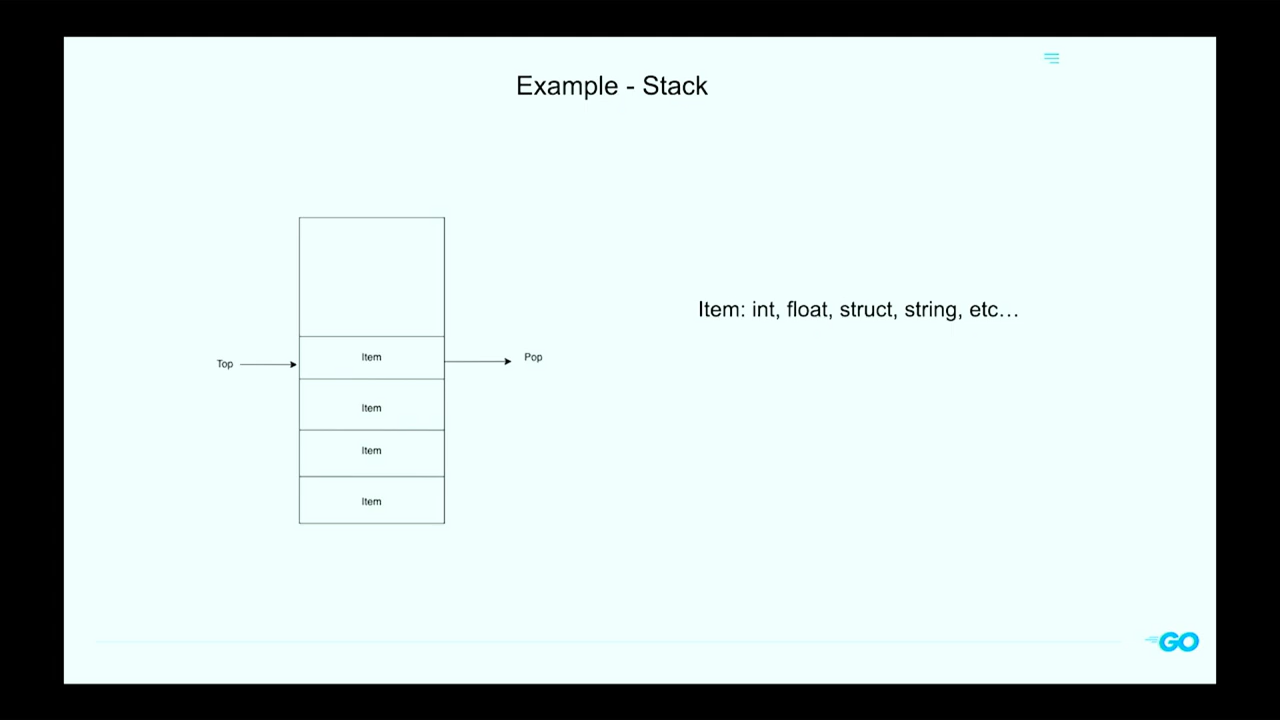 Example - Stack
Item: int, float, struct, string, etc…
Top
Item
Pop
Item
Item
Item
GO